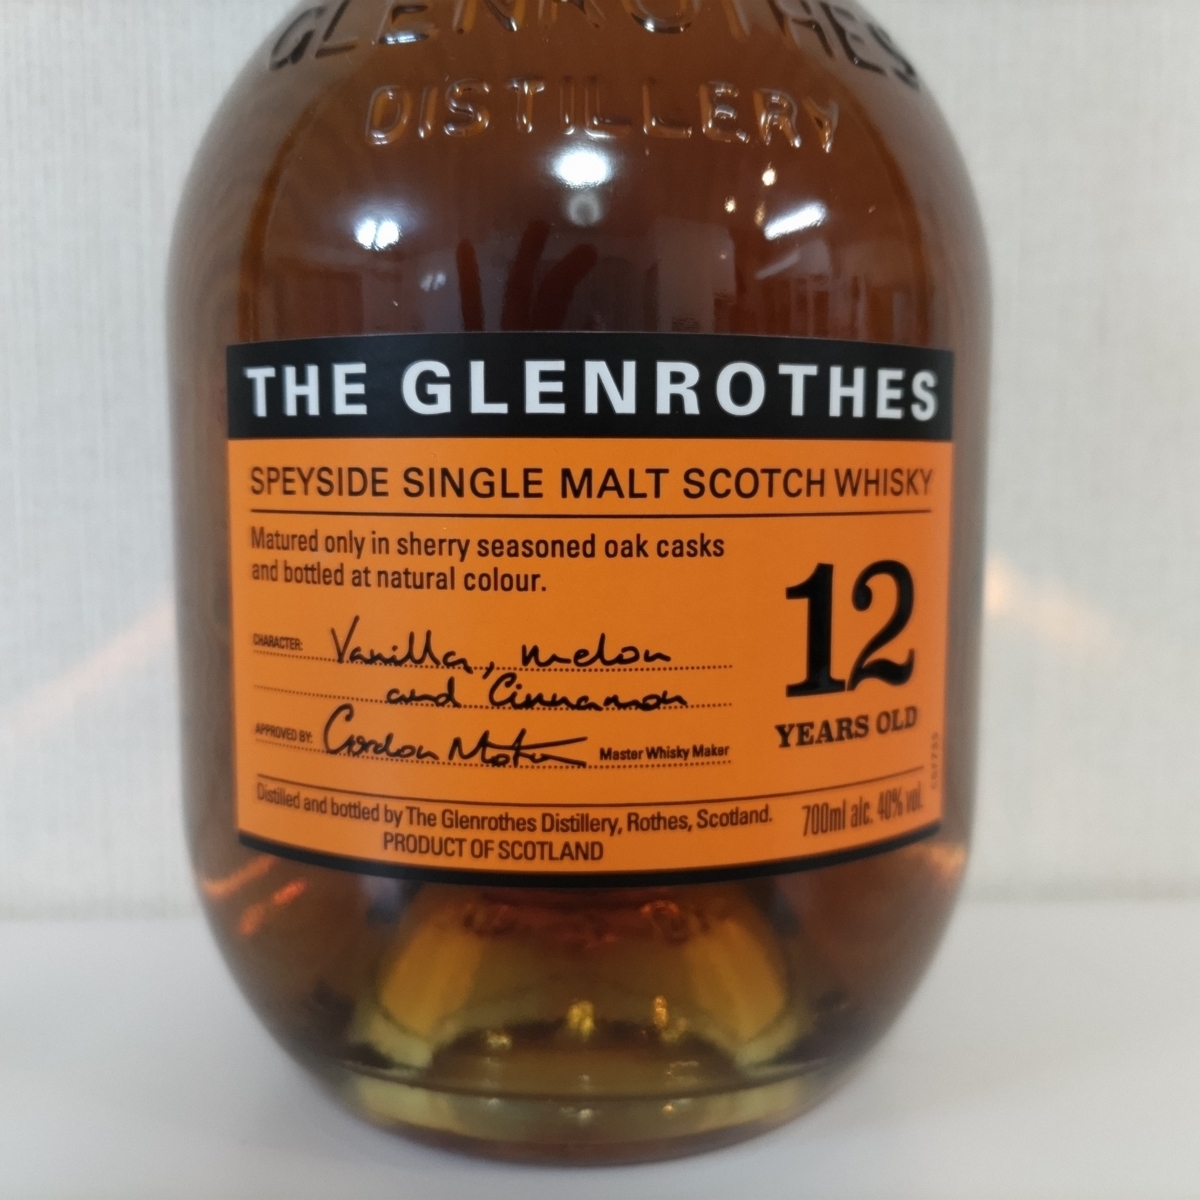 GLENROTHES
DISTILLERY
THE GLENROTHES
SPEYSIDE SINGLE MALT SCOTCH WHISKY
Matured only in sherry seasoned oak casks
and bottled at natural colour.
12
YEARS OLD
CHARACTER: Vanilla, melon
and Cinnamon
APPROVED BY: Gordon Master Whisky Maker
Distilled and bottled by The Glenrothes Distillery, Rothes, Scotland.
PRODUCT OF SCOTLAND
700ml alc. 40% vol.